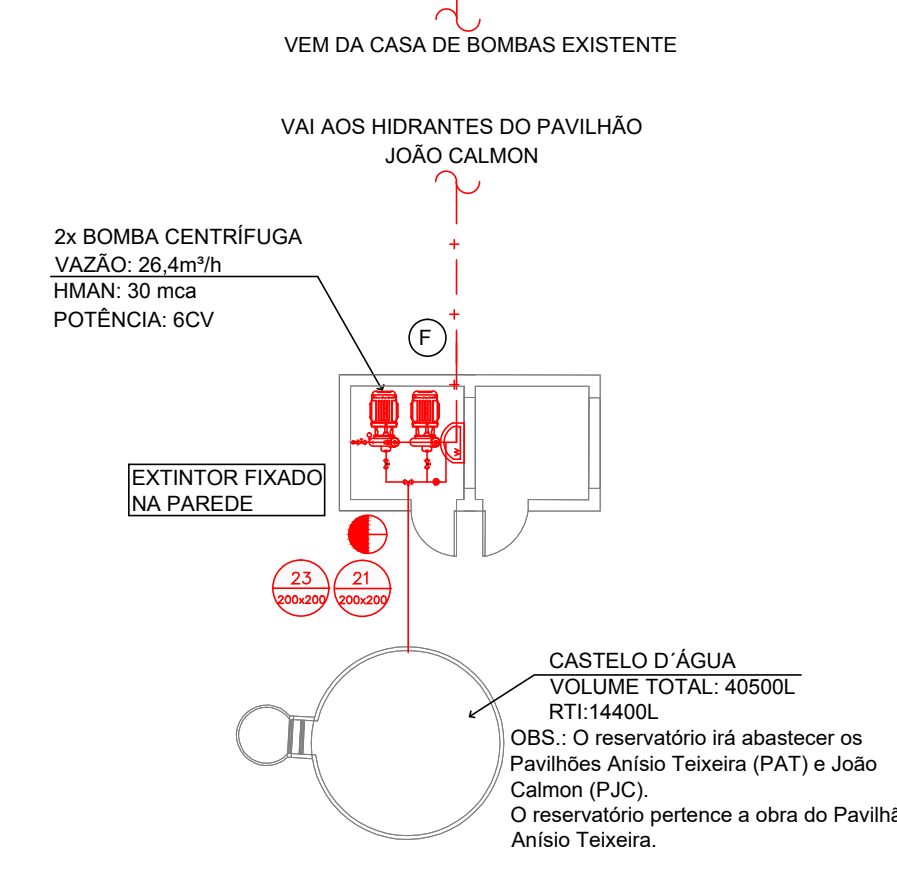 VEM DA CASA DE BOMBAS EXISTENTE
VAI AOS HIDRANTES DO PAVILHÃO
JOÃO CALMON
2x BOMBA CENTRÍFUGA
VAZÃO: 26,4m³/h
HMAN: 30 mca
POTÊNCIA: 6CV
F
W
EXTINTOR FIXADO
NA PAREDE
23
200x200
21
200x200
CASTELO D´ÁGUA
VOLUME TOTAL: 40500L
RTI:14400L
OBS.: O reservatório irá abastecer os
Pavilhões Anísio Teixeira (PAT) e João
Calmon (PJC).
O reservatório pertence a obra do Pavilhã
Anísio Teixeira.